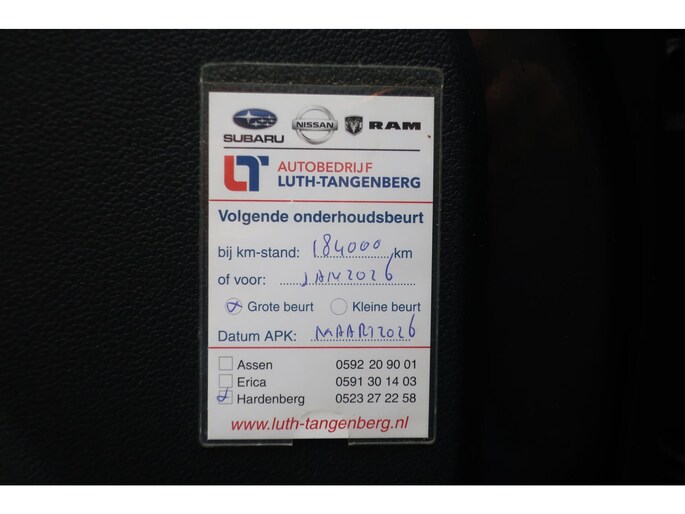 SUBARU NISSAN RAM
LT AUTOBEDRIJF
LUTH-TANGENBERG
Volgende onderhoudsbeurt
bij km-stand: 184000 km
of voor: JAN 2026
Grote beurt Kleine beurt
Datum APK: MAART 2026
Assen 0592 20 90 01
Erica 0591 30 14 03
Hardenberg 0523 27 22 58
www.luth-tangenberg.nl